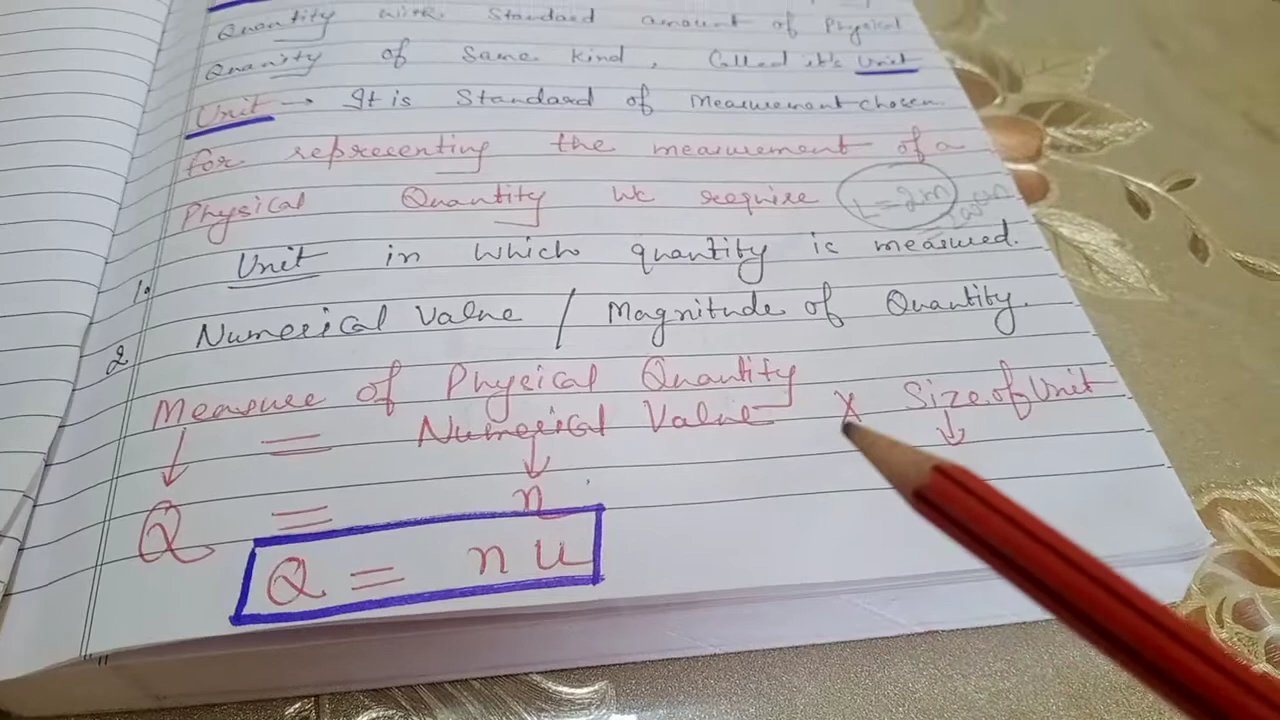 Quantity with Standard amount of Physical
Quanity of Same kind, Called it's Unit
Unit → It is Standard of Measurement chosen.
for representing the measurement of a
Physical Quantity we require L = 2m
1. Unit in which quantity is measured.
2 Numerical Value / Magnitude of Quantity.
Measure of Physical Quantity
= Numerical Value x Size of Unit
↓ ↓ ↓
Q = n
Q = n u